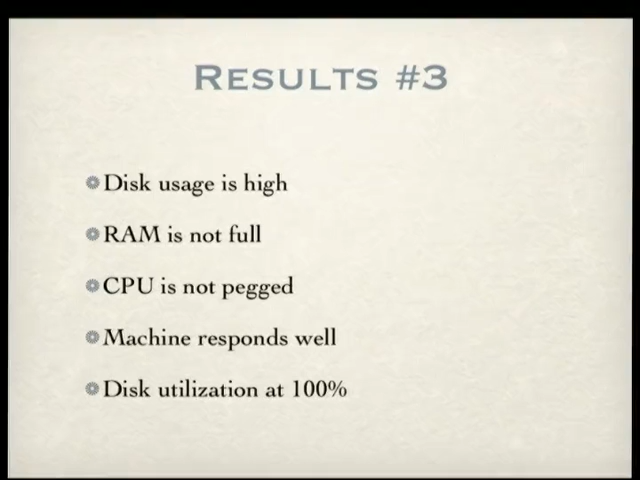 RESULTS #3
Disk usage is high
RAM is not full
CPU is not pegged
Machine responds well
Disk utilization at 100%